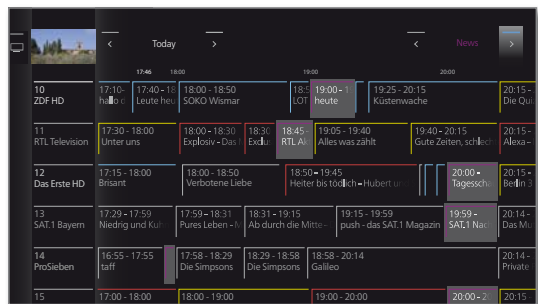 Today
News
17:46 18:00 19:00 20:00
10 17:10- 17:40 - 18 18:00 - 18:50 18:5 19:00 - 1 19:25 - 20:15 20:15 -
ZDF HD hallo Leute heu SOKO Wismar LOT heute Küstenwache Die Qui
11 17:30 - 18:00 18:00 - 18:30 18:30 18:45 - 19:05 - 19:40 19:40 - 20:15 20:15 -
RTL Television Unter uns Explosiv - Das Exclus RTL Ak Alles was zählt Gute Zeiten, schlech Alexa –
12 17:15 - 18:00 18:00 - 18:50 18:50 - 19:45 20:00 - 20:15 -
Das Erste HD Brisant Verbotene Liebe Heiter bis tödlich – Hubert un Tagesscha Berlin 3
13 17:29 - 17:59 17:59 - 18:31 18:31 - 19:15 19:15 - 19:59 19:59 - 20:14 -
SAT.1 Bayern Niedrig und Kuh Pures Leben – M Ab durch die Mitte – push - das SAT.1 Magazin SAT.1 Nac Das Mu
14 16:55 - 17:55 17:58 - 18:29 18:29 - 18:58 18:58 - 20:14 20:14 -
ProSieben taff Die Simpsons Die Simpsons Galileo Private
15 17:00 - 18:00 18:00 - 19:00 19:00 - 20:00 20:00 - 20:15 -